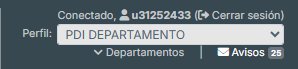 Conectado, u31252433 (Cerrar sesión)
Perfil: PDI DEPARTAMENTO
Departamentos | Avisos 25